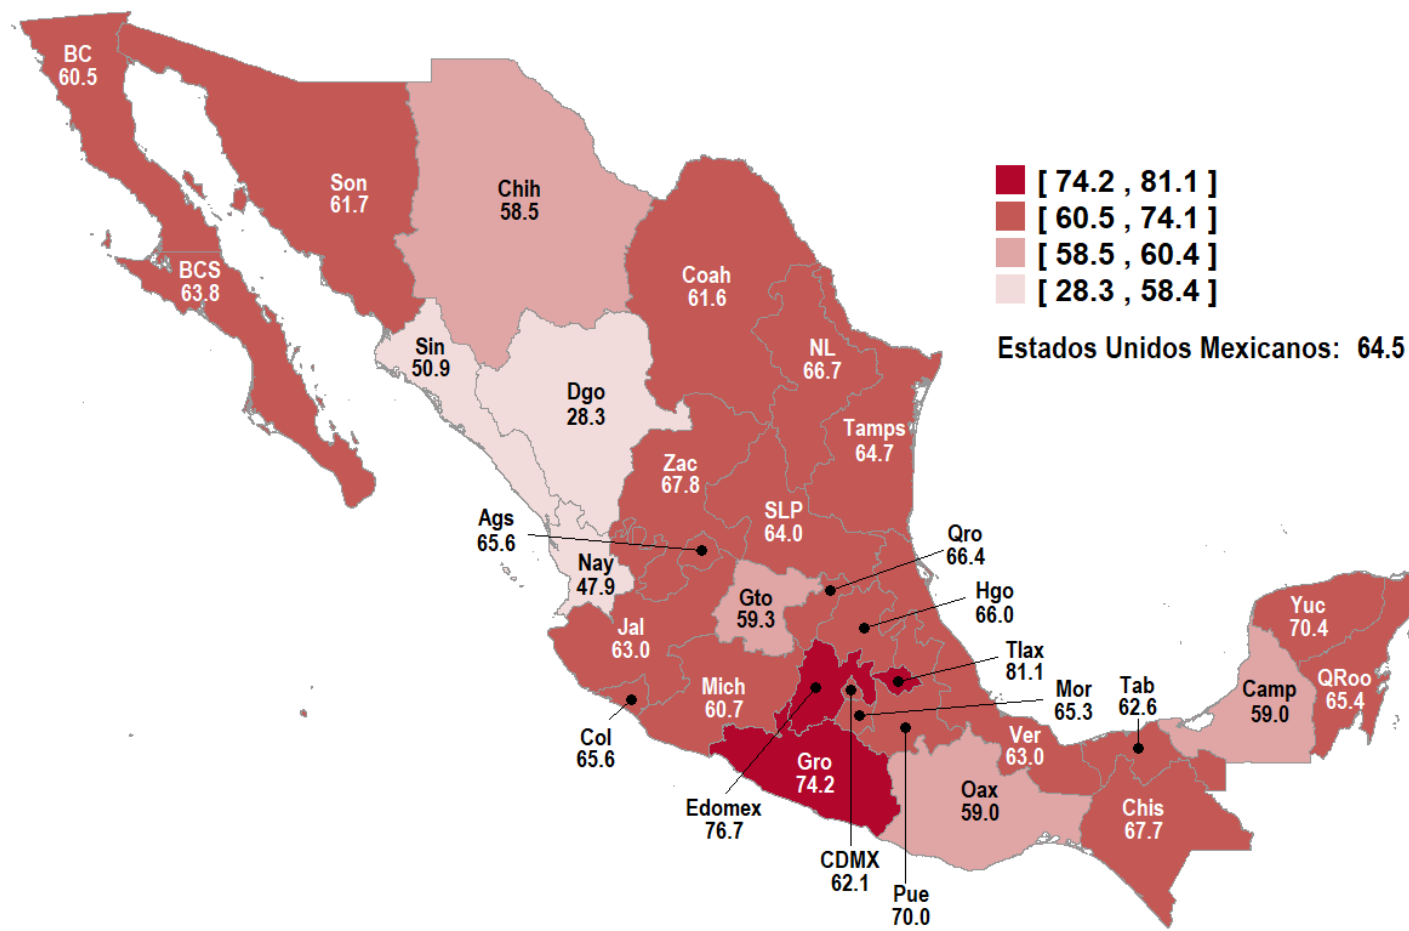 BC
60.5
Son
61.7
Chih
58.5
[ 74.2 , 81.1 ]
[ 60.5 , 74.1 ]
[ 58.5 , 60.4 ]
[ 28.3 , 58.4 ]
Estados Unidos Mexicanos: 64.5
BCS
63.8
Coah
61.6
Sin
50.9
NL
66.7
Dgo
28.3
Tamps
64.7
Zac
67.8
SLP
64.0
Ags
65.6
Qro
66.4
Nay
47.9
Gto
59.3
Hgo
66.0
Yuc
70.4
Jal
63.0
Tlax
81.1
Mich
60.7
Mor
65.3
Tab
62.6
Camp
59.0
QRoo
65.4
Col
65.6
Ver
63.0
Gro
74.2
Oax
59.0
Edomex
76.7
Chis
67.7
CDMX
62.1
Pue
70.0